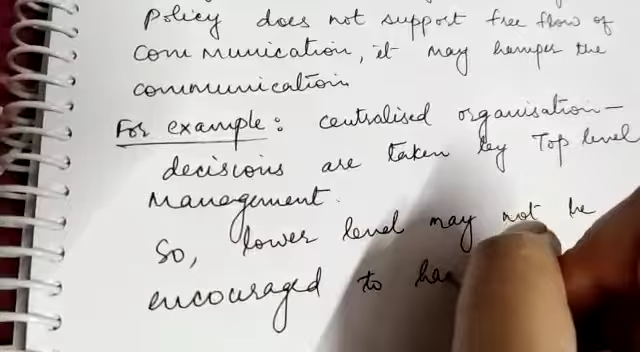 Policy does not support free flow of
communication, it may hamper the
communication.
For example: centralised organisation—
decisions are taken by Top level
management.
So, lower level may not be
encouraged to